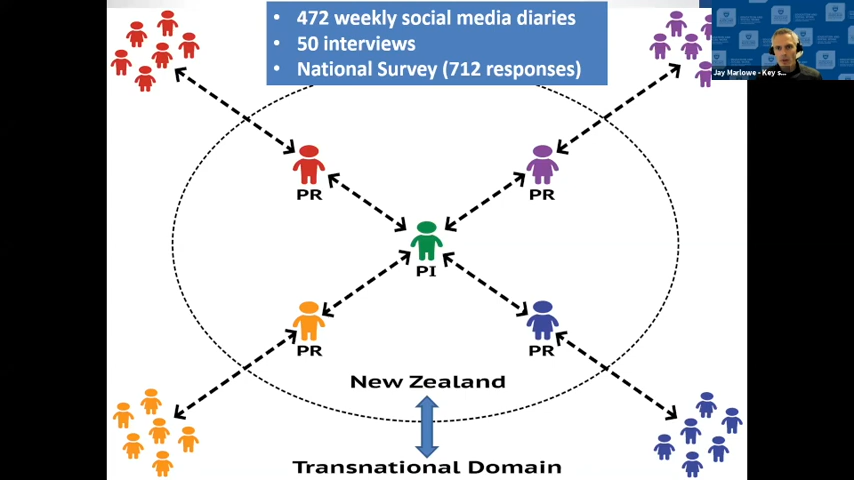 • 472 weekly social media diaries
• 50 interviews
• National Survey (712 responses)
Jay Marlowe - Key s...
PR
PR
PI
PR
PR
New Zealand
Transnational Domain